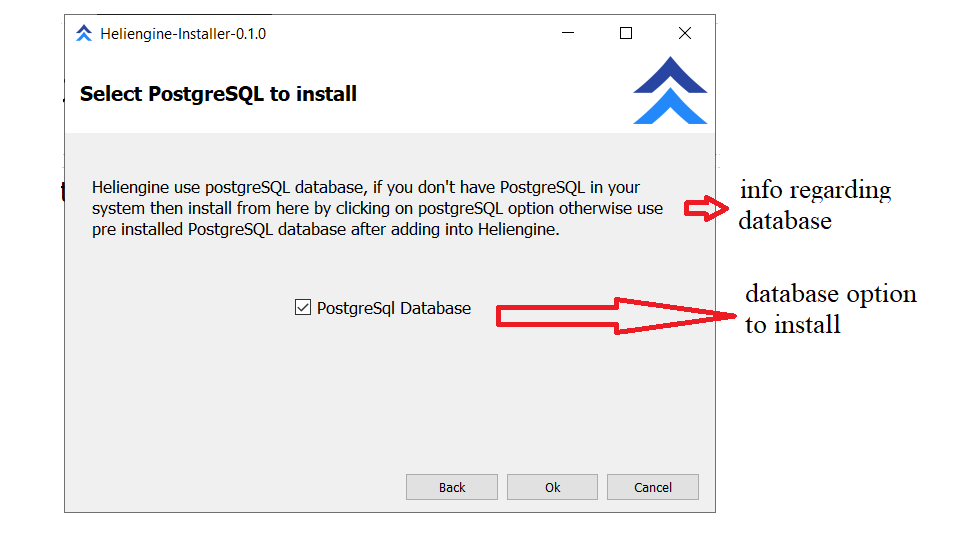 Heliengine-Installer-0.1.0
Select PostgreSQL to install
Heliengine use postgreSQL database, if you don't have PostgreSQL in your
system then install from here by clicking on postgreSQL option otherwise use
pre installed PostgreSQL database after adding into Heliengine.
info regarding
database
PostgreSql Database
database option
to install
Back
Ok
Cancel